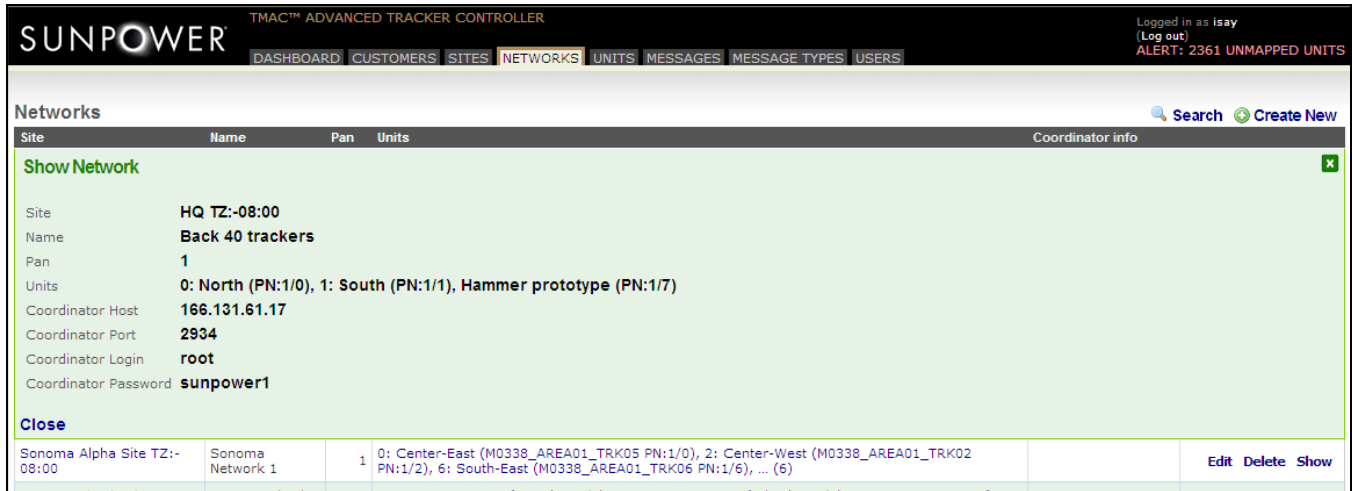 TMAC™ ADVANCED TRACKER CONTROLLER
SUNPOWER
Logged in as isay
(Log out)
ALERT: 2361 UNMAPPED UNITS
DASHBOARD CUSTOMERS SITES NETWORKS UNITS MESSAGES MESSAGE TYPES USERS
Networks
Search Create New
Site Name Pan Units Coordinator info
Show Network
x
Site HQ TZ:-08:00
Name Back 40 trackers
Pan 1
Units 0: North (PN:1/0), 1: South (PN:1/1), Hammer prototype (PN:1/7)
Coordinator Host 166.131.61.17
Coordinator Port 2934
Coordinator Login root
Coordinator Password sunpower1
Close
Sonoma Alpha Site TZ:-
08:00
Sonoma
Network 1
1
0: Center-East (M0338_AREA01_TRK05 PN:1/0), 2: Center-West (M0338_AREA01_TRK02
PN:1/2), 6: South-East (M0338_AREA01_TRK06 PN:1/6), ... (6)
Edit Delete Show